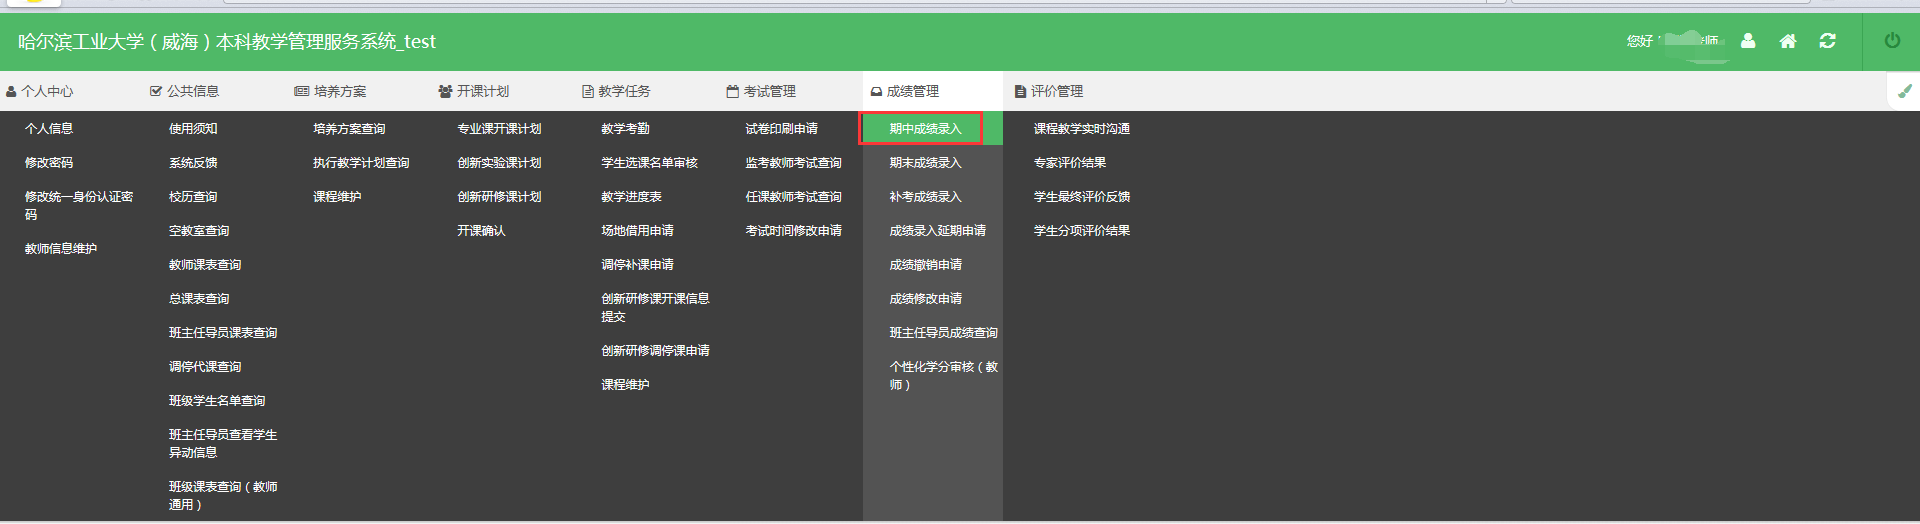 哈尔滨工业大学（威海）本科教学管理服务系统_test
您好
师
个人中心
公共信息
培养方案
开课计划
教学任务
考试管理
成绩管理
评价管理
个人信息
修改密码
修改统一身份认证密
码
教师信息维护
使用须知
系统反馈
校历查询
空教室查询
教师课表查询
总课表查询
班主任导员课表查询
调停代课查询
班级学生名单查询
班主任导员查看学生
异动信息
班级课表查询（教师
通用）
培养方案查询
执行教学计划查询
课程维护
专业课开课计划
创新实验课计划
创新研修课计划
开课确认
教学考勤
学生选课名单审核
教学进度表
场地借用申请
调停补课申请
创新研修课开课信息
提交
创新研修调停课申请
课程维护
试卷印刷申请
监考教师考试查询
任课教师考试查询
考试时间修改申请
期中成绩录入
期末成绩录入
补考成绩录入
成绩录入延期申请
成绩撤销申请
成绩修改申请
班主任导员成绩查询
个性化学分审核（教
师）
课程教学实时沟通
专家评价结果
学生最终评价反馈
学生分项评价结果